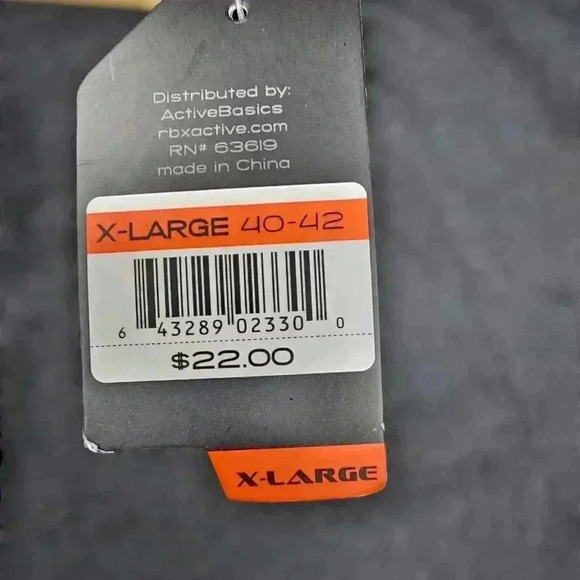 Distributed by:
ActiveBasics
rbxactive.com
RN# 63619
made in China
X-LARGE 40-42
6 43289 02330 0
$22.00
X-LARGE